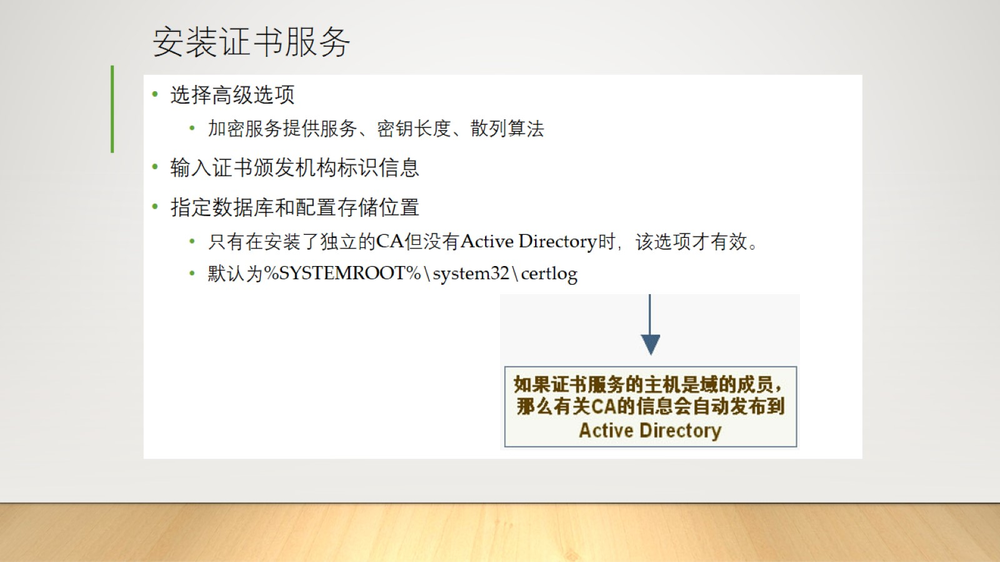 安装证书服务
• 选择高级选项
• 加密服务提供服务、密钥长度、散列算法
• 输入证书颁发机构标识信息
• 指定数据库和配置存储位置
• 只有在安装了独立的CA但没有Active Directory时，该选项才有效。
• 默认为%SYSTEMROOT%\system32\certlog
如果证书服务的主机是域的成员，
那么有关CA的信息会自动发布到
Active Directory